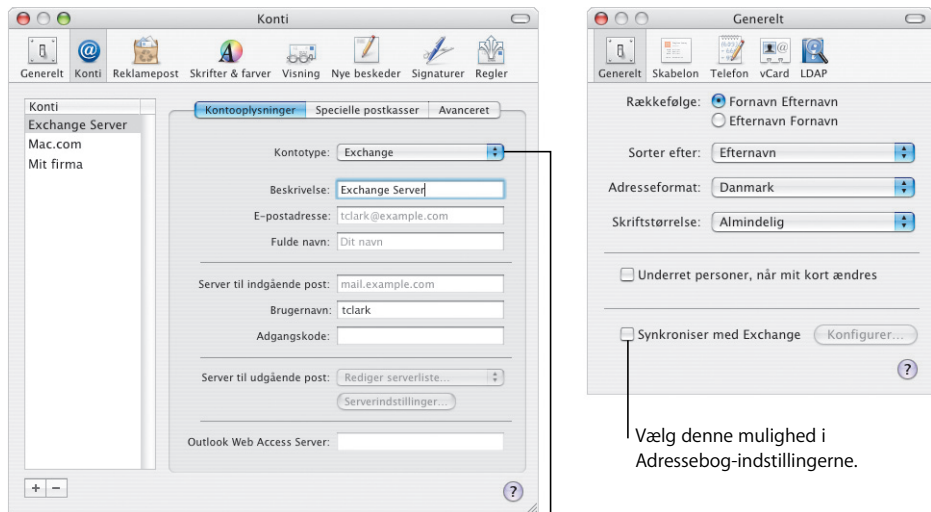 Konti
Generelt Konti Reklamepost Skrifter & farver Visning Nye beskeder Signaturer Regler
Konti
Exchange Server
Mac.com
Mit firma
Kontooplysninger Specielle postkasser Avanceret
Kontotype: Exchange
Beskrivelse: Exchange Server
E-postadresse: tclark@example.com
Fulde navn: Dit navn
Server til indgående post: mail.example.com
Brugernavn: tclark
Adgangskode:
Server til udgående post: Rediger serverliste...
Serverindstillinger...
Outlook Web Access Server:
+ −
?
Generelt
Generelt Skabelon Telefon vCard LDAP
Rækkefølge: Fornavn Efternavn
Efternavn Fornavn
Sorter efter: Efternavn
Adresseformat: Danmark
Skriftstørrelse: Almindelig
Underret personer, når mit kort ændres
Synkroniser med Exchange Konfigurer...
?
Vælg denne mulighed i
Adressebog-indstillingerne.